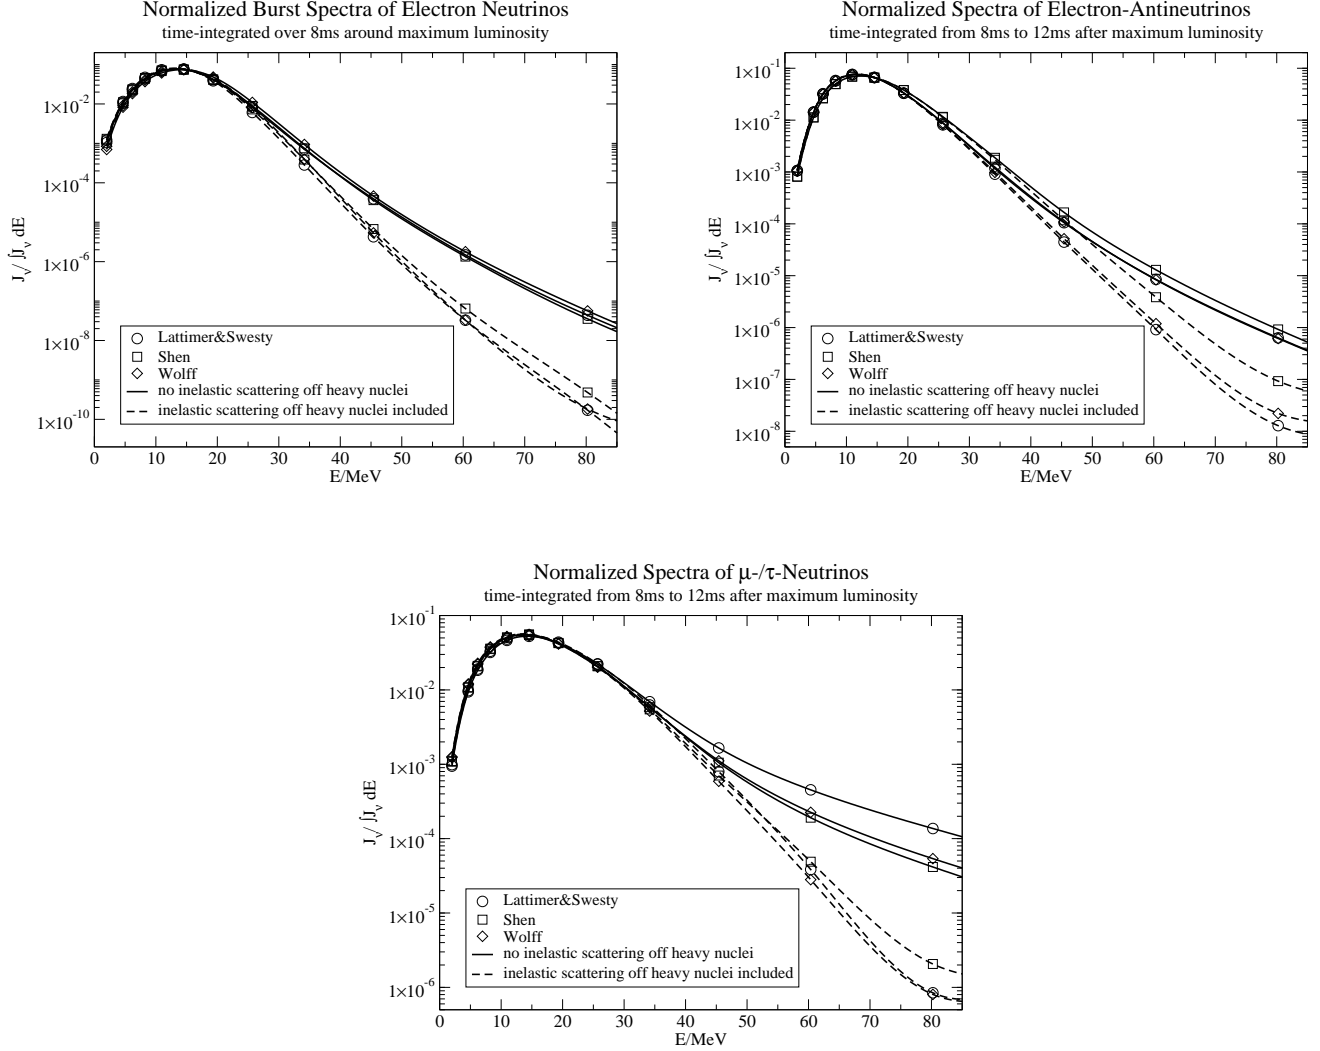 Normalized Burst Spectra of Electron Neutrinos
time-integrated over 8ms around maximum luminosity
J_ν/ ∫J_ν dE
1×10^-2
1×10^-4
1×10^-6
1×10^-8
1×10^-10
Lattimer&Swesty
Shen
Wolff
no inelastic scattering off heavy nuclei
inelastic scattering off heavy nuclei included
0 10 20 30 40 50 60 70 80
E/MeV
Normalized Spectra of Electron-Antineutrinos
time-integrated from 8ms to 12ms after maximum luminosity
J_ν/ ∫J_ν dE
1×10^-1
1×10^-2
1×10^-3
1×10^-4
1×10^-5
1×10^-6
1×10^-7
1×10^-8
Lattimer&Swesty
Shen
Wolff
no inelastic scattering off heavy nuclei
inelastic scattering off heavy nuclei included
0 10 20 30 40 50 60 70 80
E/MeV
Normalized Spectra of μ-/τ-Neutrinos
time-integrated from 8ms to 12ms after maximum luminosity
J_ν/ ∫J_ν dE
1×10^-1
1×10^-2
1×10^-3
1×10^-4
1×10^-5
1×10^-6
Lattimer&Swesty
Shen
Wolff
no inelastic scattering off heavy nuclei
inelastic scattering off heavy nuclei included
0 10 20 30 40 50 60 70 80
E/MeV